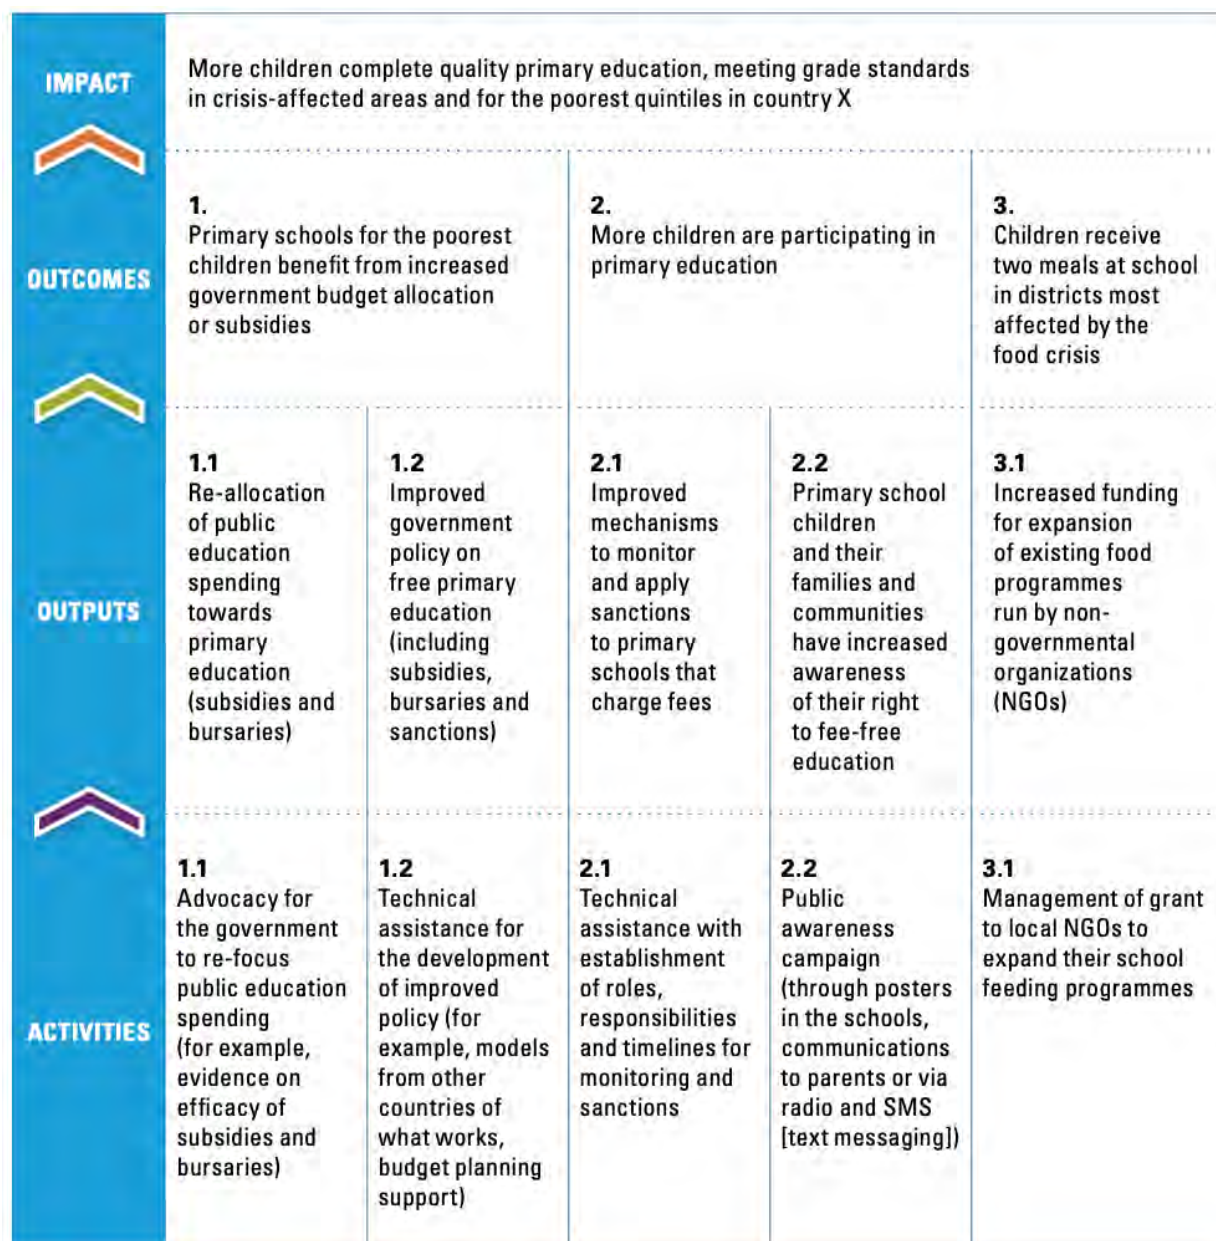 IMPACT
More children complete quality primary education, meeting grade standards
in crisis-affected areas and for the poorest quintiles in country X
OUTCOMES
1.
Primary schools for the poorest
children benefit from increased
government budget allocation
or subsidies
2.
More children are participating in
primary education
3.
Children receive
two meals at school
in districts most
affected by the
food crisis
OUTPUTS
1.1
Re-allocation
of public
education
spending
towards
primary
education
(subsidies and
bursaries)
1.2
Improved
government
policy on
free primary
education
(including
subsidies,
bursaries and
sanctions)
2.1
Improved
mechanisms
to monitor
and apply
sanctions
to primary
schools that
charge fees
2.2
Primary school
children
and their
families and
communities
have increased
awareness
of their right
to fee-free
education
3.1
Increased funding
for expansion
of existing food
programmes
run by non-
governmental
organizations
(NGOs)
ACTIVITIES
1.1
Advocacy for
the government
to re-focus
public education
spending
(for example,
evidence on
efficacy of
subsidies and
bursaries)
1.2
Technical
assistance for
the development
of improved
policy (for
example, models
from other
countries of
what works,
budget planning
support)
2.1
Technical
assistance with
establishment
of roles,
responsibilities
and timelines for
monitoring and
sanctions
2.2
Public
awareness
campaign
(through posters
in the schools,
communications
to parents or via
radio and SMS
[text messaging])
3.1
Management of grant
to local NGOs to
expand their school
feeding programmes